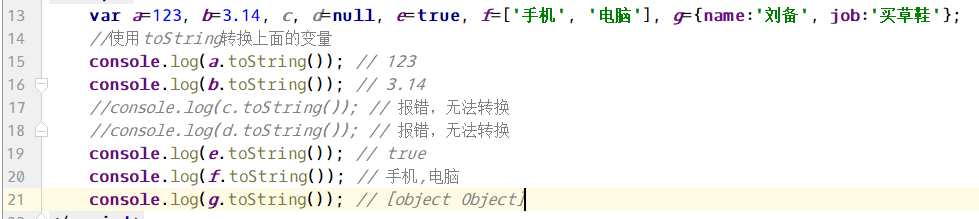 13 var a=123, b=3.14, c, d=null, e=true, f=['手机', '电脑'], g={name:'刘备', job:'买草鞋'};
14 //使用toString转换上面的变量
15 console.log(a.toString()); // 123
16 console.log(b.toString()); // 3.14
17 //console.log(c.toString()); // 报错，无法转换
18 //console.log(d.toString()); // 报错，无法转换
19 console.log(e.toString()); // true
20 console.log(f.toString()); // 手机,电脑
21 console.log(g.toString()); // [object Object]